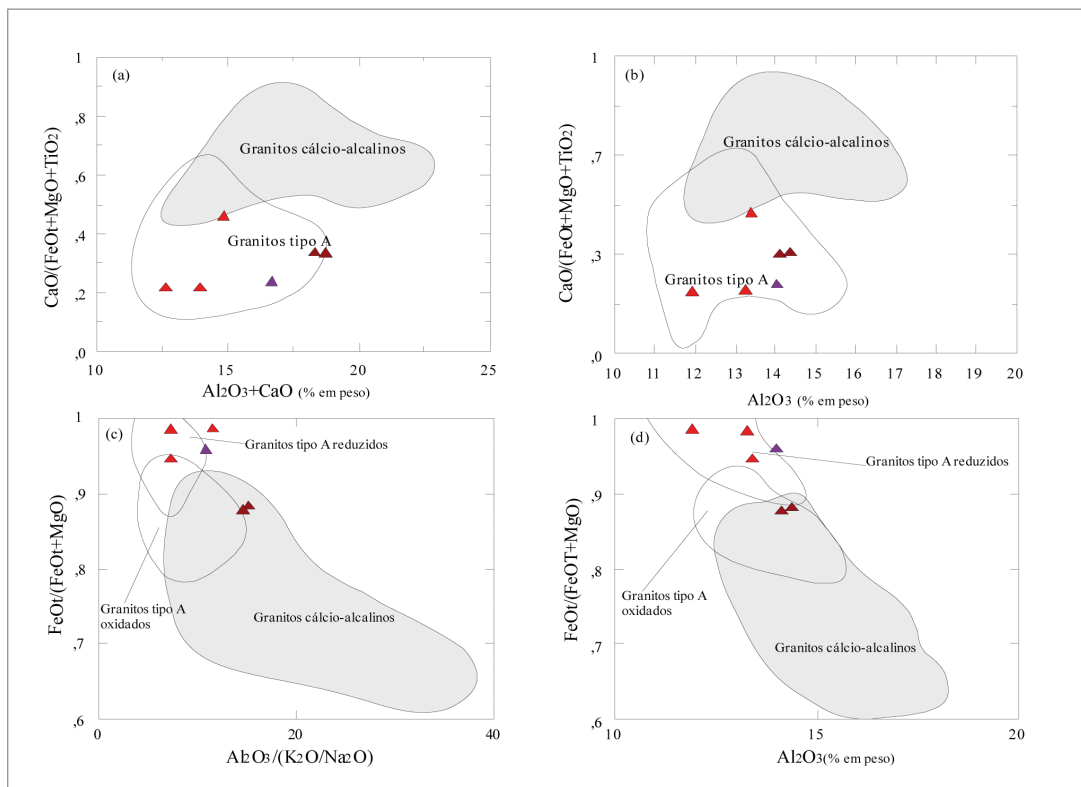 (a)
1
,8
,6
,4
,2
,0
CaO/(FeOt+MgO+TiO2)
Granitos cálcio-alcalinos
Granitos tipo A
10
15
20
25
Al2O3+CaO (% em peso)
(b)
1
,7
,3
,0
CaO/(FeOt+MgO+TiO2)
Granitos cálcio-alcalinos
Granitos tipo A
10
11
12
13
14
15
16
17
18
19
20
Al2O3 (% em peso)
(c)
1
,9
,8
,7
,6
FeOt/(FeOt+MgO)
Granitos tipo A reduzidos
Granitos tipo A
oxidados
Granitos cálcio-alcalinos
0
20
40
Al2O3/(K2O/Na2O)
(d)
1
,9
,8
,7
,6
FeOt/(FeOT+MgO)
Granitos tipo A reduzidos
Granitos tipo A
oxidados
Granitos cálcio-alcalinos
10
15
20
Al2O3(% em peso)